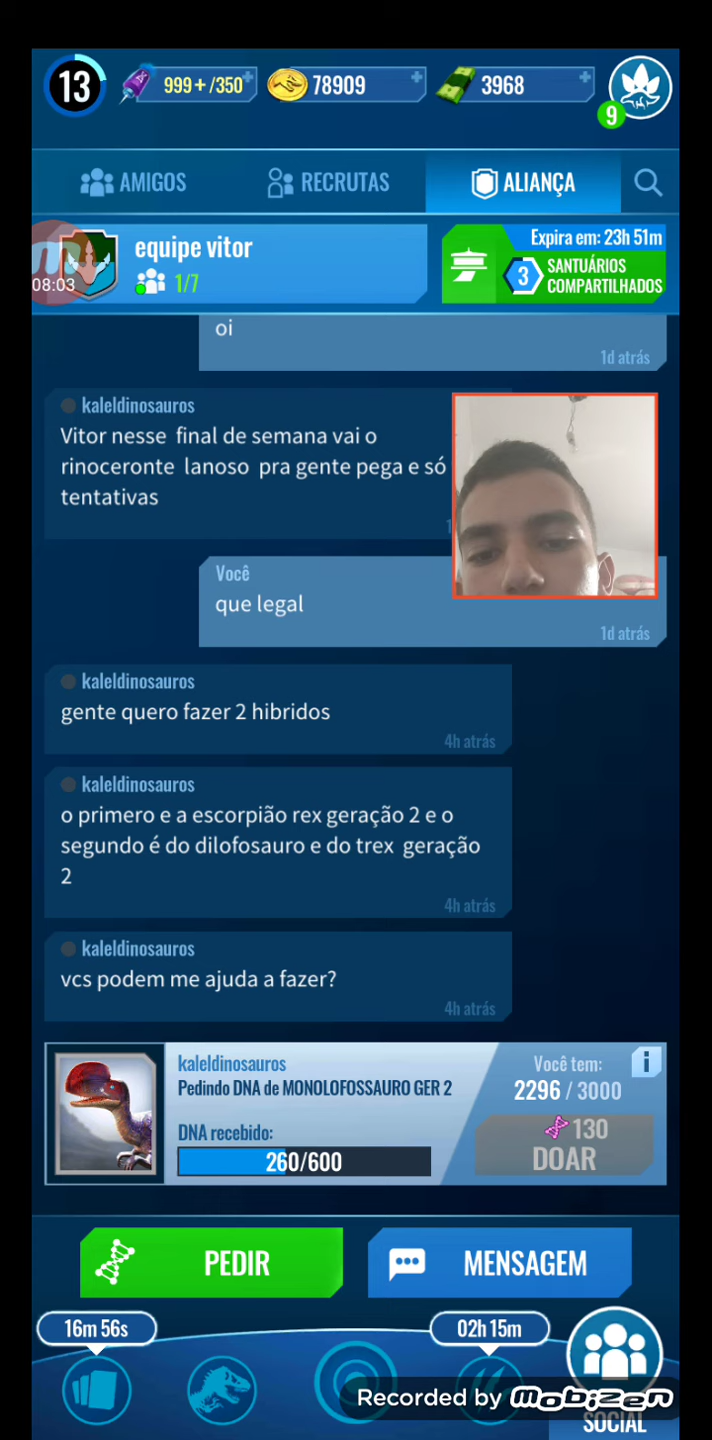 13
999+/350
78909
3968
9
AMIGOS
RECRUTAS
ALIANÇA
equipe vitor
1/7
Expira em: 23h 51m
3
SANTUÁRIOS
COMPARTILHADOS
08:03
oi
1d atrás
kaleldinosauros
Vitor nesse final de semana vai o
rinoceronte lanoso pra gente pega e só
tentativas
Você
que legal
1d atrás
kaleldinosauros
gente quero fazer 2 hibridos
4h atrás
kaleldinosauros
o primero e a escorpião rex geração 2 e o
segundo é do dilofosauro e do trex geração
2
4h atrás
kaleldinosauros
vcs podem me ajuda a fazer?
4h atrás
kaleldinosauros
Pedindo DNA de MONOLOFOSSAURO GER 2
DNA recebido:
260/600
Você tem:
2296 / 3000
i
130
DOAR
PEDIR
MENSAGEM
16m 56s
02h 15m
Recorded by Mobizen
SOCIAL